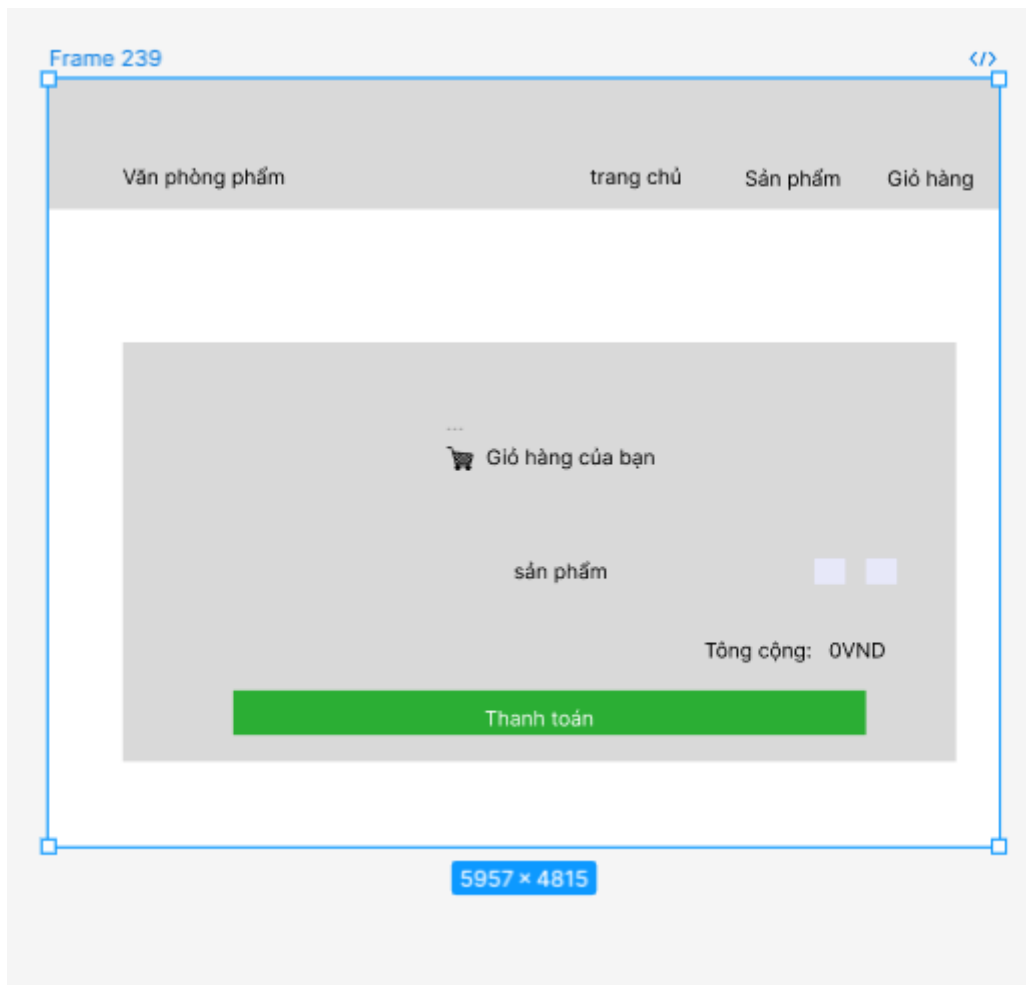 Frame 239 </>
Văn phòng phẩm trang chủ Sản phẩm Giỏ hàng
...
Giỏ hàng của bạn
sản phẩm
Tông cộng: 0VND
Thanh toán
5957 × 4815